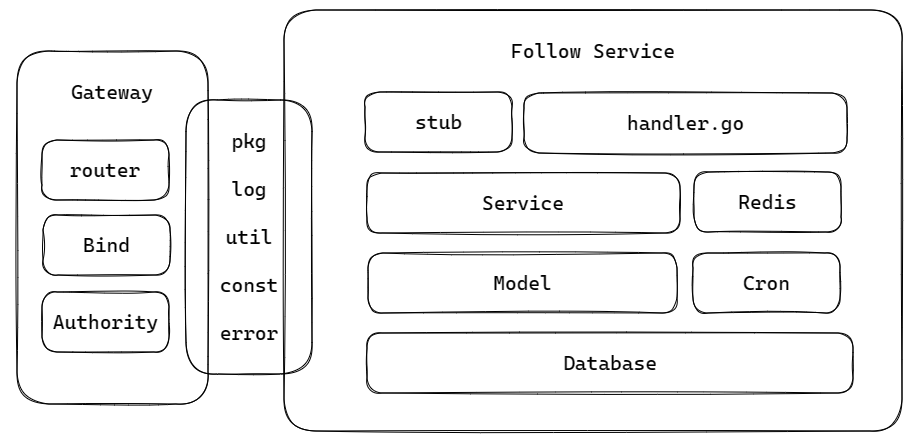 Gateway
router
Bind
Authority
pkg
log
util
const
error
Follow Service
stub
handler.go
Service
Redis
Model
Cron
Database